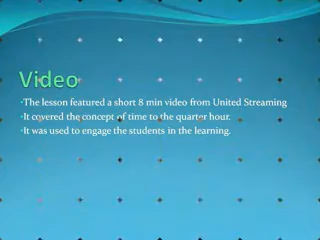 Video
•The lesson featured a short 8 min video from United Streaming
•It covered the concept of time to the quarter hour.
•It was used to engage the students in the learning.